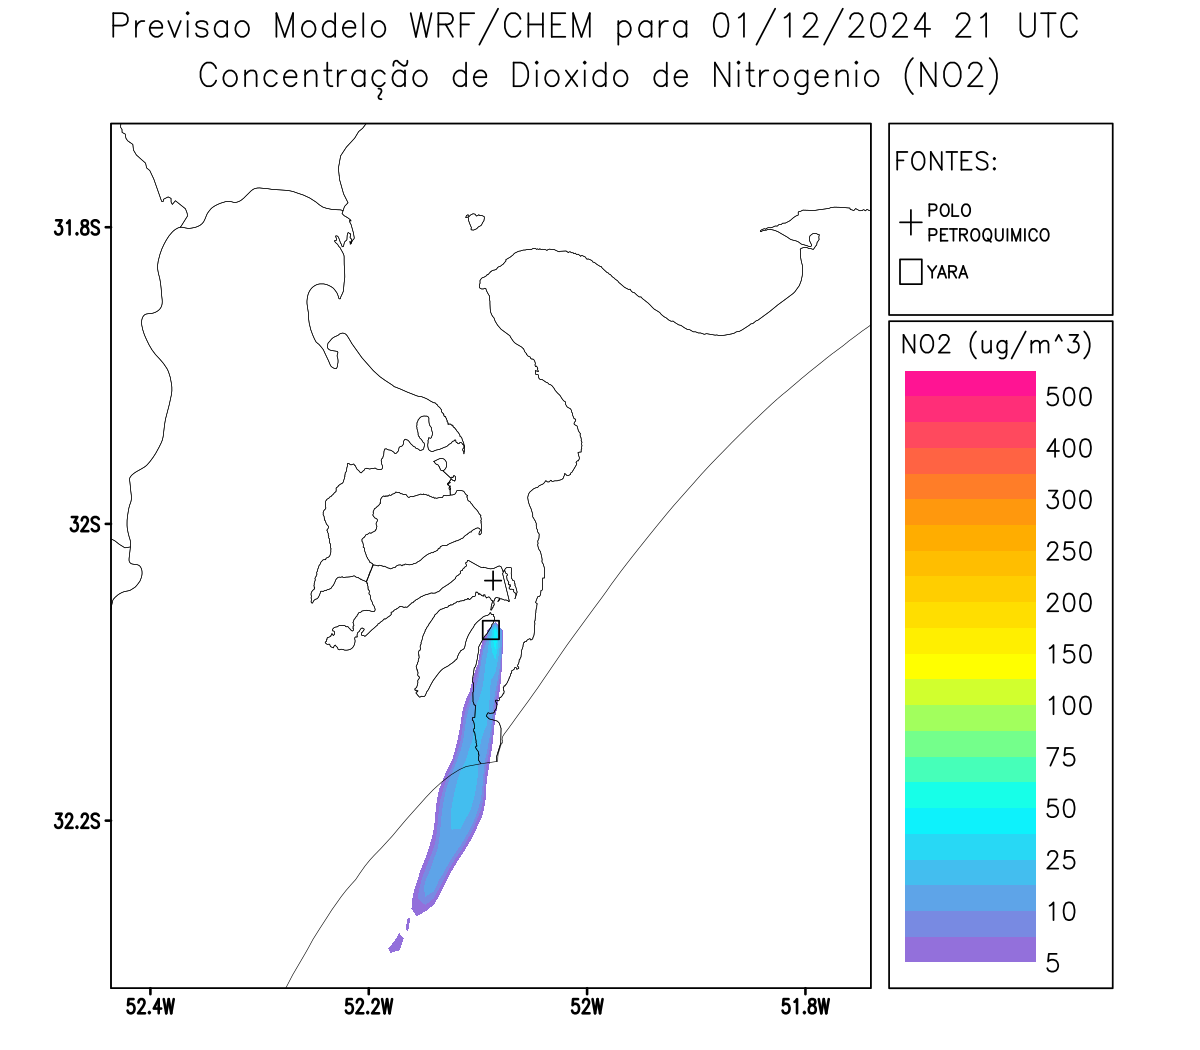 Previsao Modelo WRF/CHEM para 01/12/2024 21 UTC
Concentração de Dioxido de Nitrogenio (NO2)
FONTES:
POLO
PETROQUIMICO
YARA
NO2 (ug/m^3)
500
400
300
250
200
150
100
75
50
25
10
5
31.8S
32S
32.2S
52.4W
52.2W
52W
51.8W